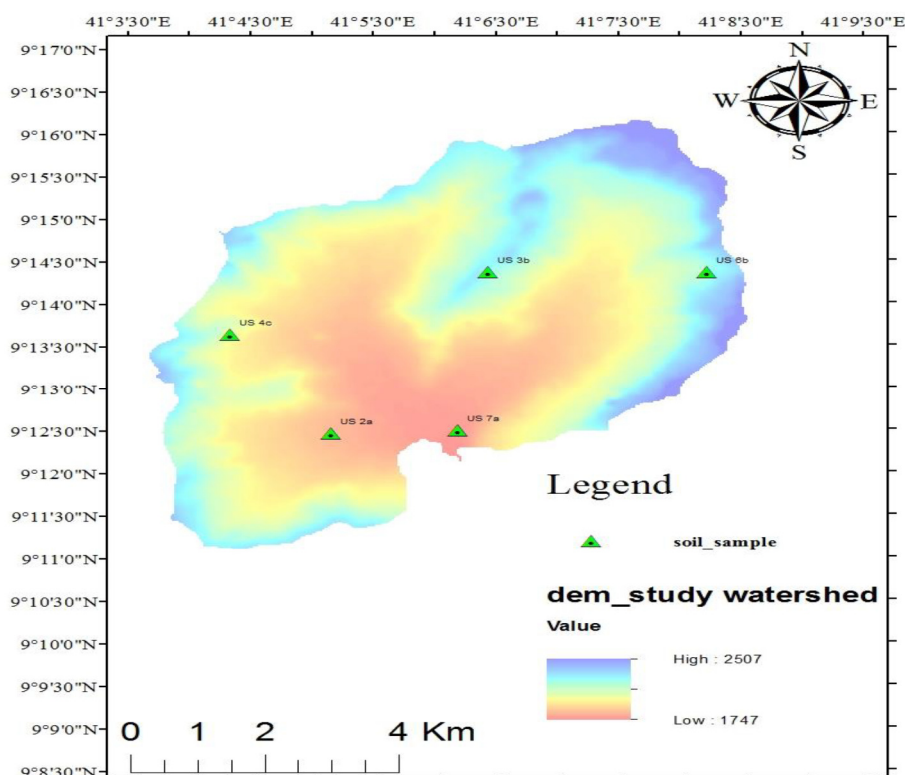 41°3'30"E 41°4'30"E 41°5'30"E 41°6'30"E 41°7'30"E 41°8'30"E 41°9'30"E
9°17'0"N
9°16'30"N
9°16'0"N
9°15'30"N
9°15'0"N
9°14'30"N
9°14'0"N
9°13'30"N
9°13'0"N
9°12'30"N
9°12'0"N
9°11'30"N
9°11'0"N
9°10'30"N
9°10'0"N
9°9'30"N
9°9'0"N
9°8'30"N
N
W E
S
US 3b US 6b
US 4c
US 2a US 7a
Legend
soil_sample
dem_study watershed
Value
High : 2507
Low : 1747
0 1 2 4 Km